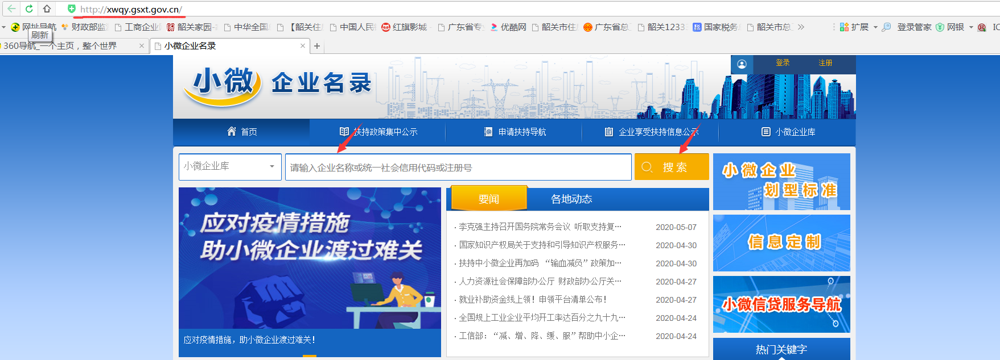 http://xwqy.gsxt.gov.cn/
网址导航 财政部监 工商企业 韶关家园- 中华全国 【韶关住 中国人民 红旗影城 - 广东省专 优酷网 韶关市住 广东省总 韶关1233 国家税务 韶关市总 » 扩展 登录管家 网银
刷新
360导航_一个主页，整个世界 × 小微企业名录 × +
小微 企业名录
登录 注册
首页 扶持政策集中公示 申请扶持导航 企业享受扶持信息公示 小微企业库
小微企业库 请输入企业名称或统一社会信用代码或注册号 搜索
小微企业
划型标准
应对疫情措施
助小微企业渡过难关
应对疫情措施，助小微企业渡过难关！
要闻 各地动态
· 李克强主持召开国务院常务会议 听取支持复… 2020-05-07
· 国家知识产权局关于支持和引导知识产权服务… 2020-04-30
· 扶持中小微企业再加码 “输血减负”政策加… 2020-04-30
· 人力资源社会保障部办公厅 财政部办公厅关… 2020-04-27
· 就业补助资金线上领！申领平台清单公布！ 2020-04-27
· 全国规上工业企业平均开工率达百分之九十九… 2020-04-24
· 工信部：“减、增、降、缓、服”帮助中小企… 2020-04-24
信息定制
小微信贷服务导航
热门关键字